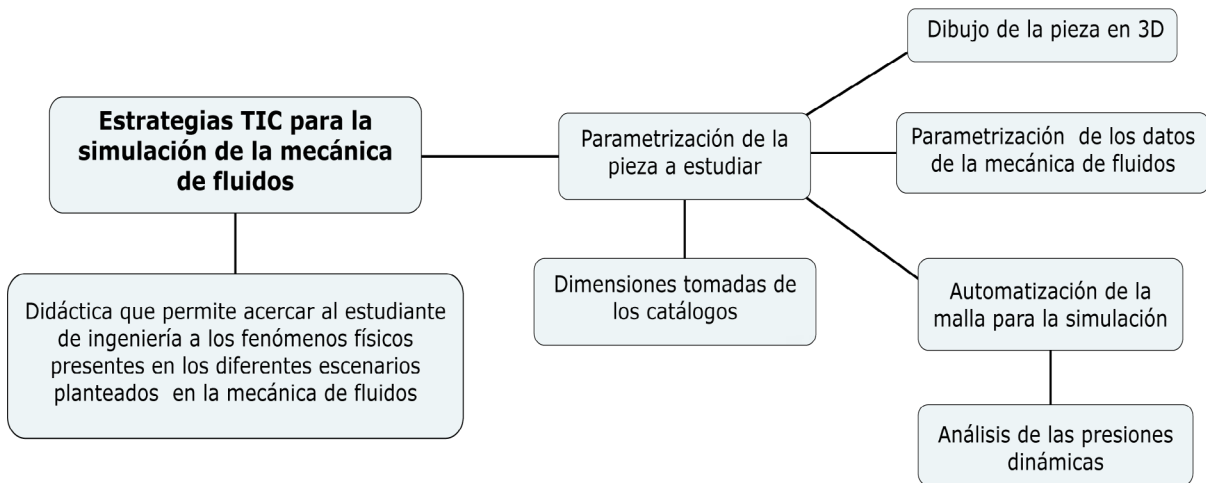 Estrategias TIC para la
simulación de la mecánica
de fluidos
Didáctica que permite acercar al estudiante
de ingeniería a los fenómenos físicos
presentes en los diferentes escenarios
planteados en la mecánica de fluidos
Parametrización de la
pieza a estudiar
Dimensiones tomadas de
los catálogos
Dibujo de la pieza en 3D
Parametrización de los datos
de la mecánica de fluidos
Automatización de la
malla para la simulación
Análisis de las presiones
dinámicas